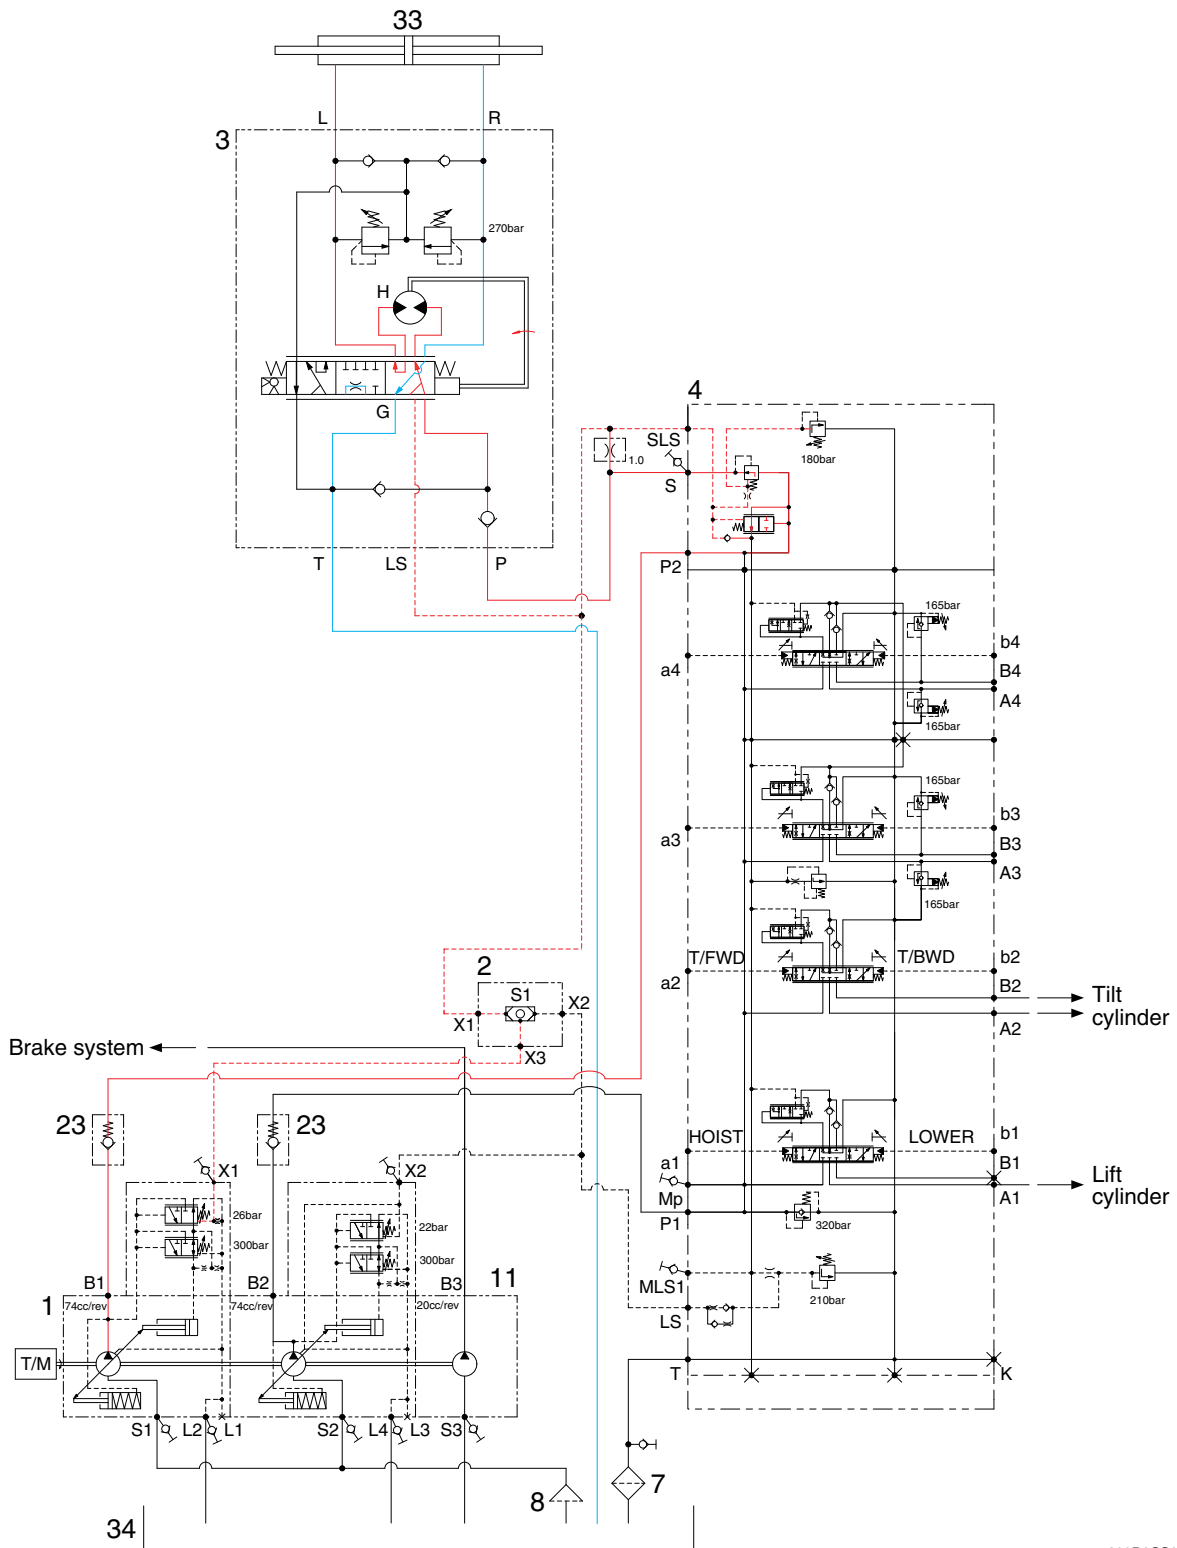 33
L
R
3
270bar
H
G
T
LS
P
4
SLS
1.0
180bar
S
P2
165bar
b4
a4
B4
A4
165bar
165bar
b3
a3
B3
A3
165bar
T/FWD
T/BWD
b2
a2
B2
Tilt
cylinder
A2
2
S1
X2
X1
X3
Brake system
23
23
HOIST
LOWER
b1
a1
B1
Lift
cylinder
A1
Mp
P1
320bar
X1
X2
26bar
22bar
300bar
300bar
MLS1
210bar
LS
B1
B2
B3
11
1
74cc/rev
74cc/rev
20cc/rev
T/M
T
K
S1
L2
L1
S2
L4
L3
S3
8
7
34